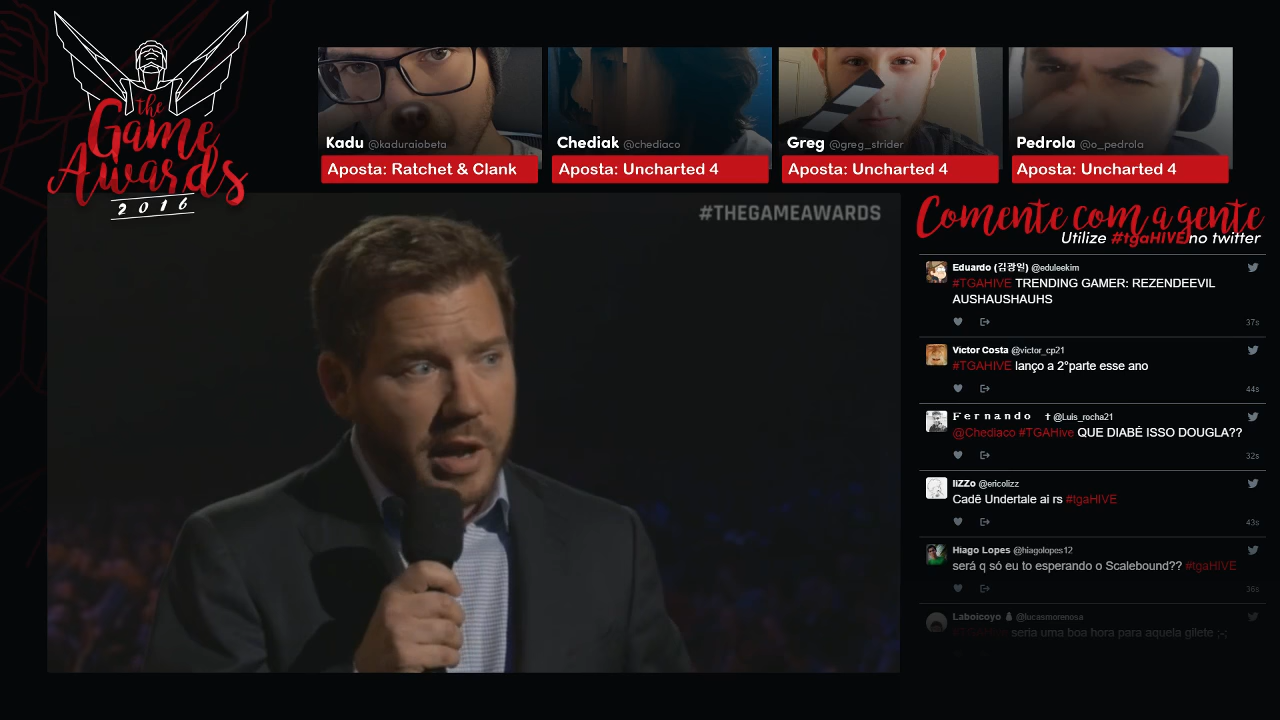 the
Game
Awards
2016
Kadu @kaduraiobeta
Aposta: Ratchet & Clank
Chediak @chediaco
Aposta: Uncharted 4
Greg @greg_strider
Aposta: Uncharted 4
Pedrola @o_pedrola
Aposta: Uncharted 4
#THEGAMEAWARDS
Comente com a gente
Utilize #tgaHIVE no twitter
Eduardo (김광일) @eduleekim
#TGAHIVE TRENDING GAMER: REZENDEEVIL
AUSHAUSHAUHS
37s
Victor Costa @victor_cp21
#TGAHIVE lanço a 2°parte esse ano
44s
Fernando ✝ @Luis_rocha21
@Chediaco #TGAHive QUE DIABÉ ISSO DOUGLA??
32s
liZZo @ericolizz
Cadê Undertale ai rs #tgaHIVE
43s
Hiago Lopes @hiagolopes12
será q só eu to esperando o Scalebound?? #tgaHIVE
36s
Laboicoyo @lucasmorenosa
#TGAHive seria uma boa hora para aquela gilete ;-;